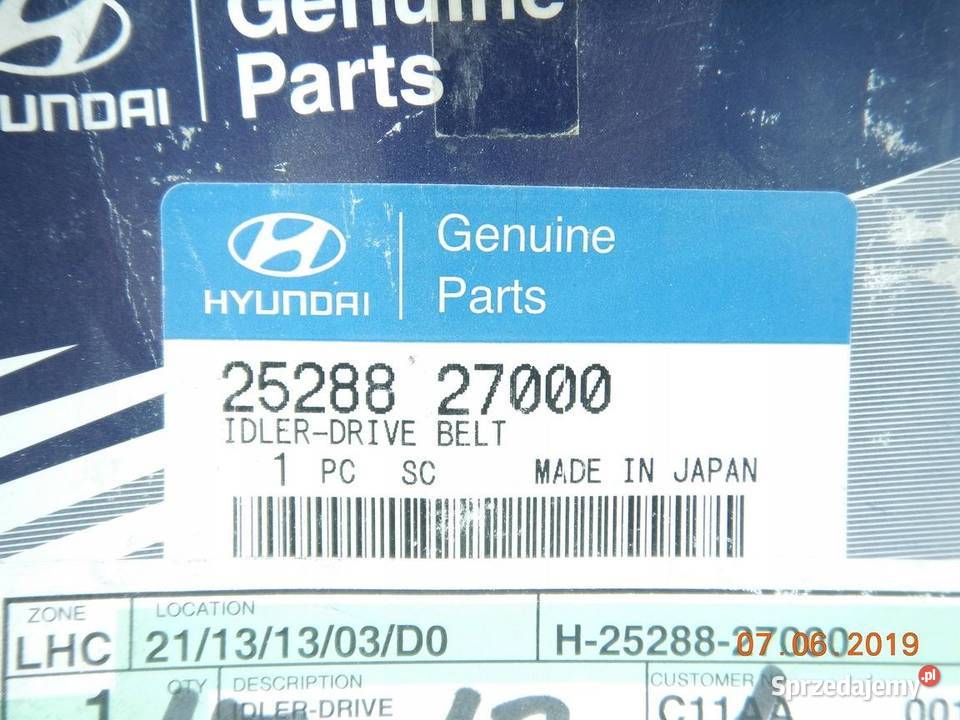 Genuine
Parts
HYUNDAI
Genuine
Parts
HYUNDAI
25288 27000
IDLER-DRIVE BELT
1 PC SC MADE IN JAPAN
ZONE
LHC
LOCATION
21/13/13/03/D0
H-25288-27000
07.06.2019
QTY
1
DESCRIPTION
IDLER-DRIVE
CUSTOMER
C11AA 001
Sprzedajemy.pl